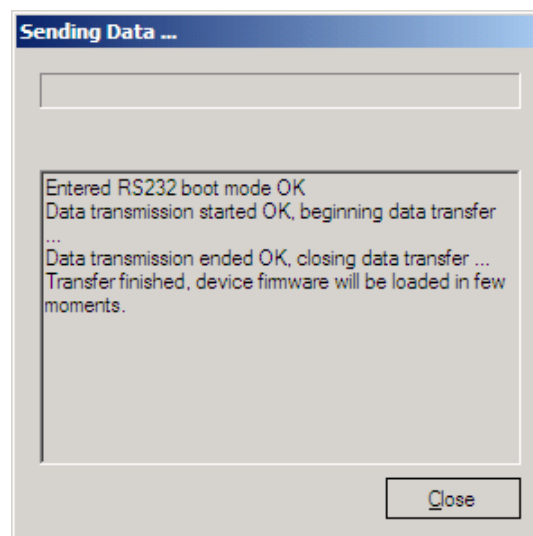 Sending Data ...
Entered RS232 boot mode OK
Data transmission started OK, beginning data transfer
...
Data transmission ended OK, closing data transfer ...
Transfer finished, device firmware will be loaded in few
moments.
Close